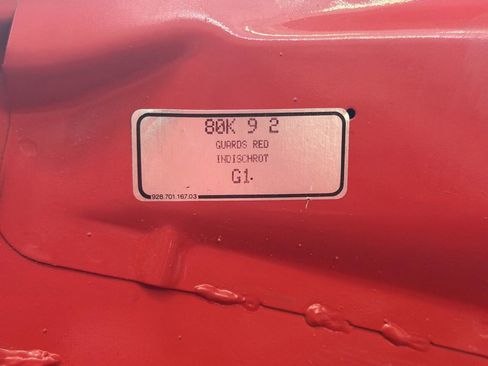 80K 9 2
GUARDS RED
INDISCHROT
G1.
928.701.167.03